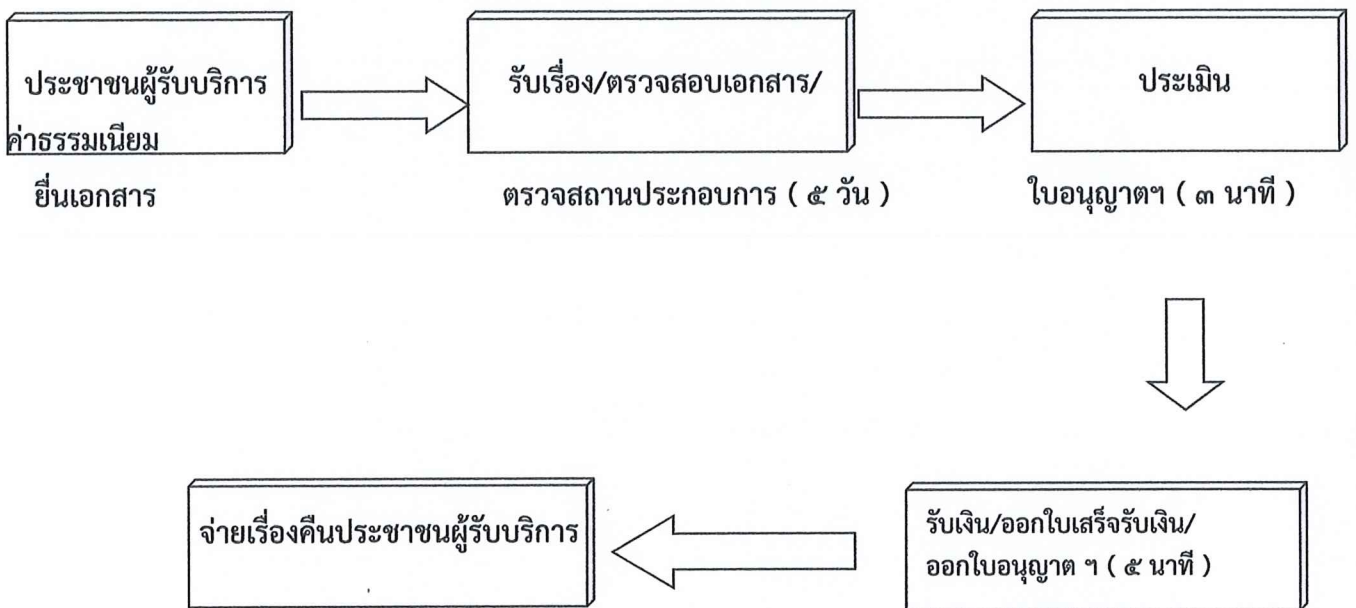 ประชาชนผู้รับบริการ
ค่าธรรมเนียม
ยื่นเอกสาร
รับเรื่อง/ตรวจสอบเอกสาร/
ตรวจสถานประกอบการ ( ๕ วัน )
ประเมิน
ใบอนุญาตฯ ( ๓ นาที )
รับเงิน/ออกใบเสร็จรับเงิน/
ออกใบอนุญาต ฯ ( ๕ นาที )
จ่ายเรื่องคืนประชาชนผู้รับบริการ